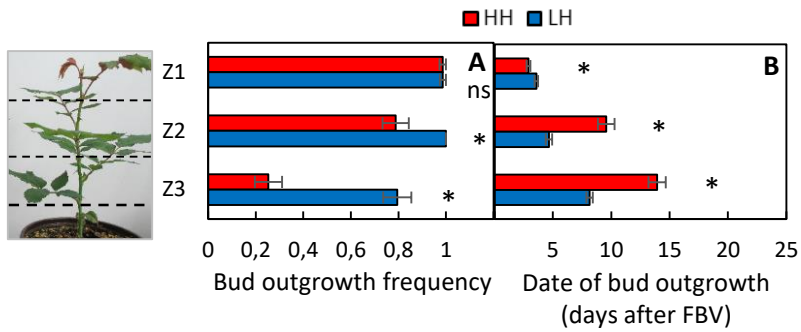 HH LH
Z1
Z2
Z3
A
ns
*
*
0 0,2 0,4 0,6 0,8 1
Bud outgrowth frequency
B
*
*
*
5 10 15 20 25
Date of bud outgrowth
(days after FBV)